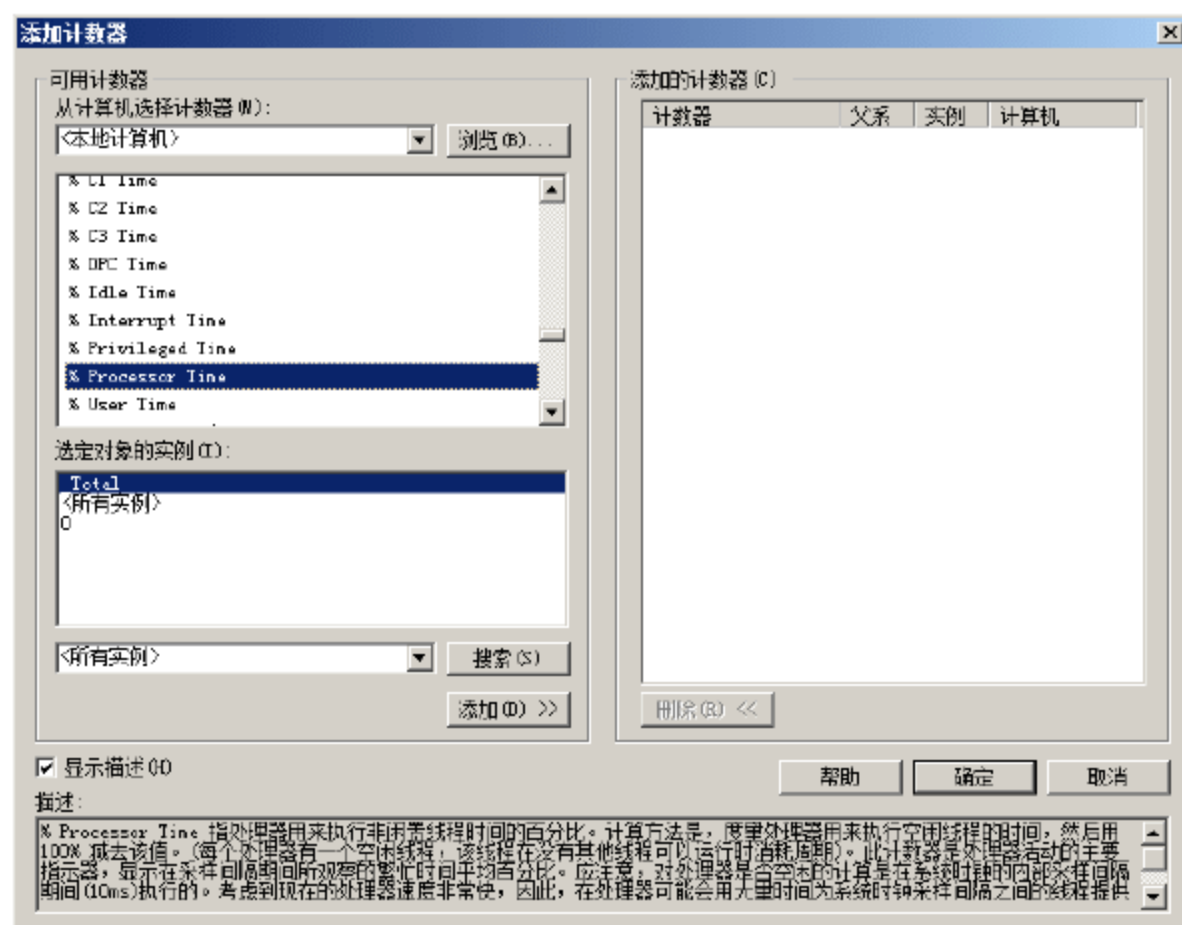 添加计数器
可用计数器
从计算机选择计数器(N):
<本地计算机>
浏览(B)...
% C1 Time
% C2 Time
% C3 Time
% DPC Time
% Idle Time
% Interrupt Time
% Privileged Time
% Processor Time
% User Time
选定对象的实例(I):
_Total
<所有实例>
0
<所有实例>
搜索(S)
添加(D) >>
添加的计数器(C)
计数器 父系 实例 计算机
删除(R) <<
显示描述(X)
帮助 确定 取消
描述:
% Processor Time 指处理器用来执行非闲置线程时间的百分比。计算方法是，度量处理器用来执行空闲线程的时间，然后用
100% 减去该值。(每个处理器有一个空闲线程，该线程在没有其他线程可以运行时消耗周期)。此计数器是处理器活动的主要
指示器，显示在采样间隔期间所观察的繁忙时间平均百分比。应注意，对处理器是否空闲的计算是在系统时钟的内部采样间隔
期间(10ms)执行的。考虑到现在的处理器速度非常快，因此，在处理器可能会用大量时间为系统时钟采样间隔之间的线程提供